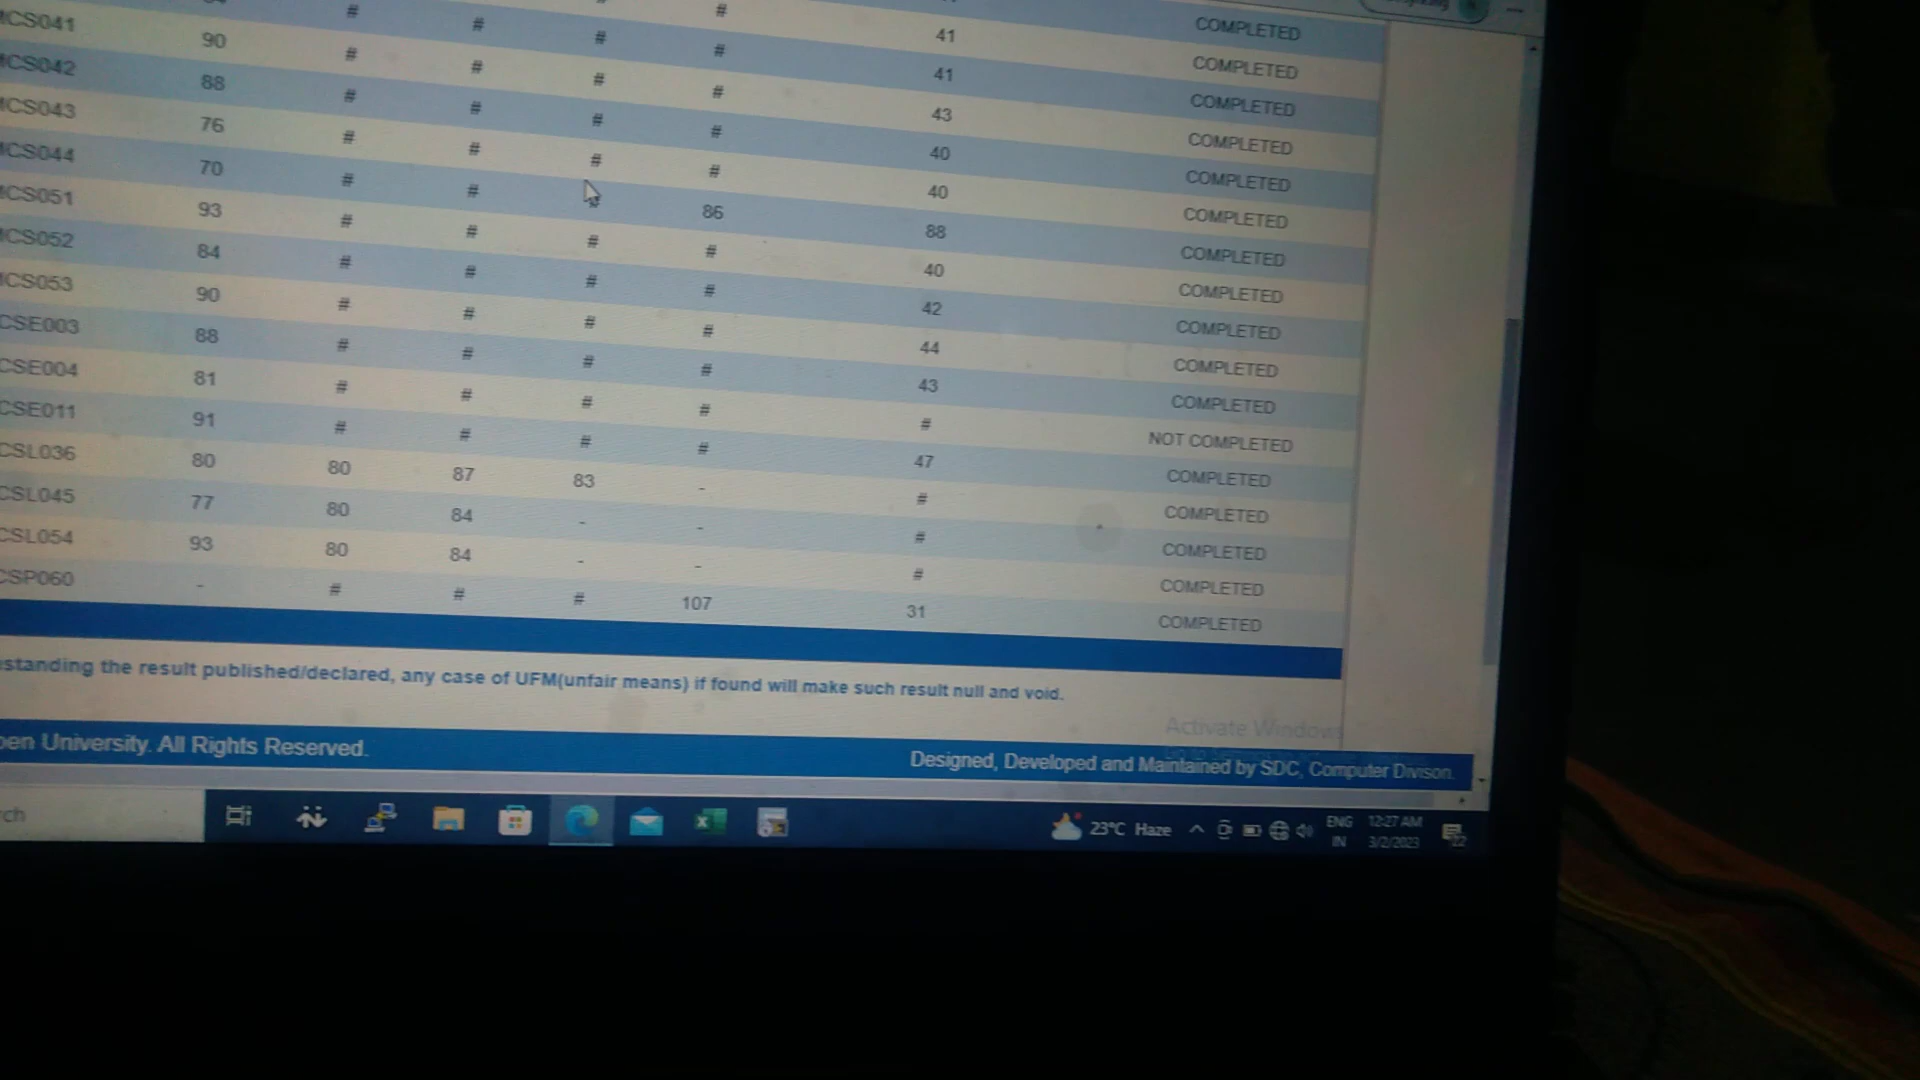 COMPLETED
# 41 COMPLETED
# # # # 41 COMPLETED
CS041 90 # # # # 43 COMPLETED
CS042 88 # # # # 40 COMPLETED
CS043 76 # # # # 40 COMPLETED
CS044 70 # # # 86 88 COMPLETED
CS051 93 # # # # 40 COMPLETED
CS052 84 # # # # 42 COMPLETED
CS053 90 # # # # 44 COMPLETED
CSE003 88 # # # # 43 COMPLETED
CSE004 81 # # # # # NOT COMPLETED
CSE011 91 # # # # 47 COMPLETED
CSL036 80 80 87 83 - # COMPLETED
CSL045 77 80 84 - - # COMPLETED
CSL054 93 80 84 - - # COMPLETED
CSP060 - # # # 107 31 COMPLETED
standing the result published/declared, any case of UFM(unfair means) if found will make such result null and void.
Activate Window
pen University. All Rights Reserved. Designed, Developed and Maintained by SDC, Computer Divison.
rch 23°C Haze ENG 12:27 AM
IN 3/2/2023 22